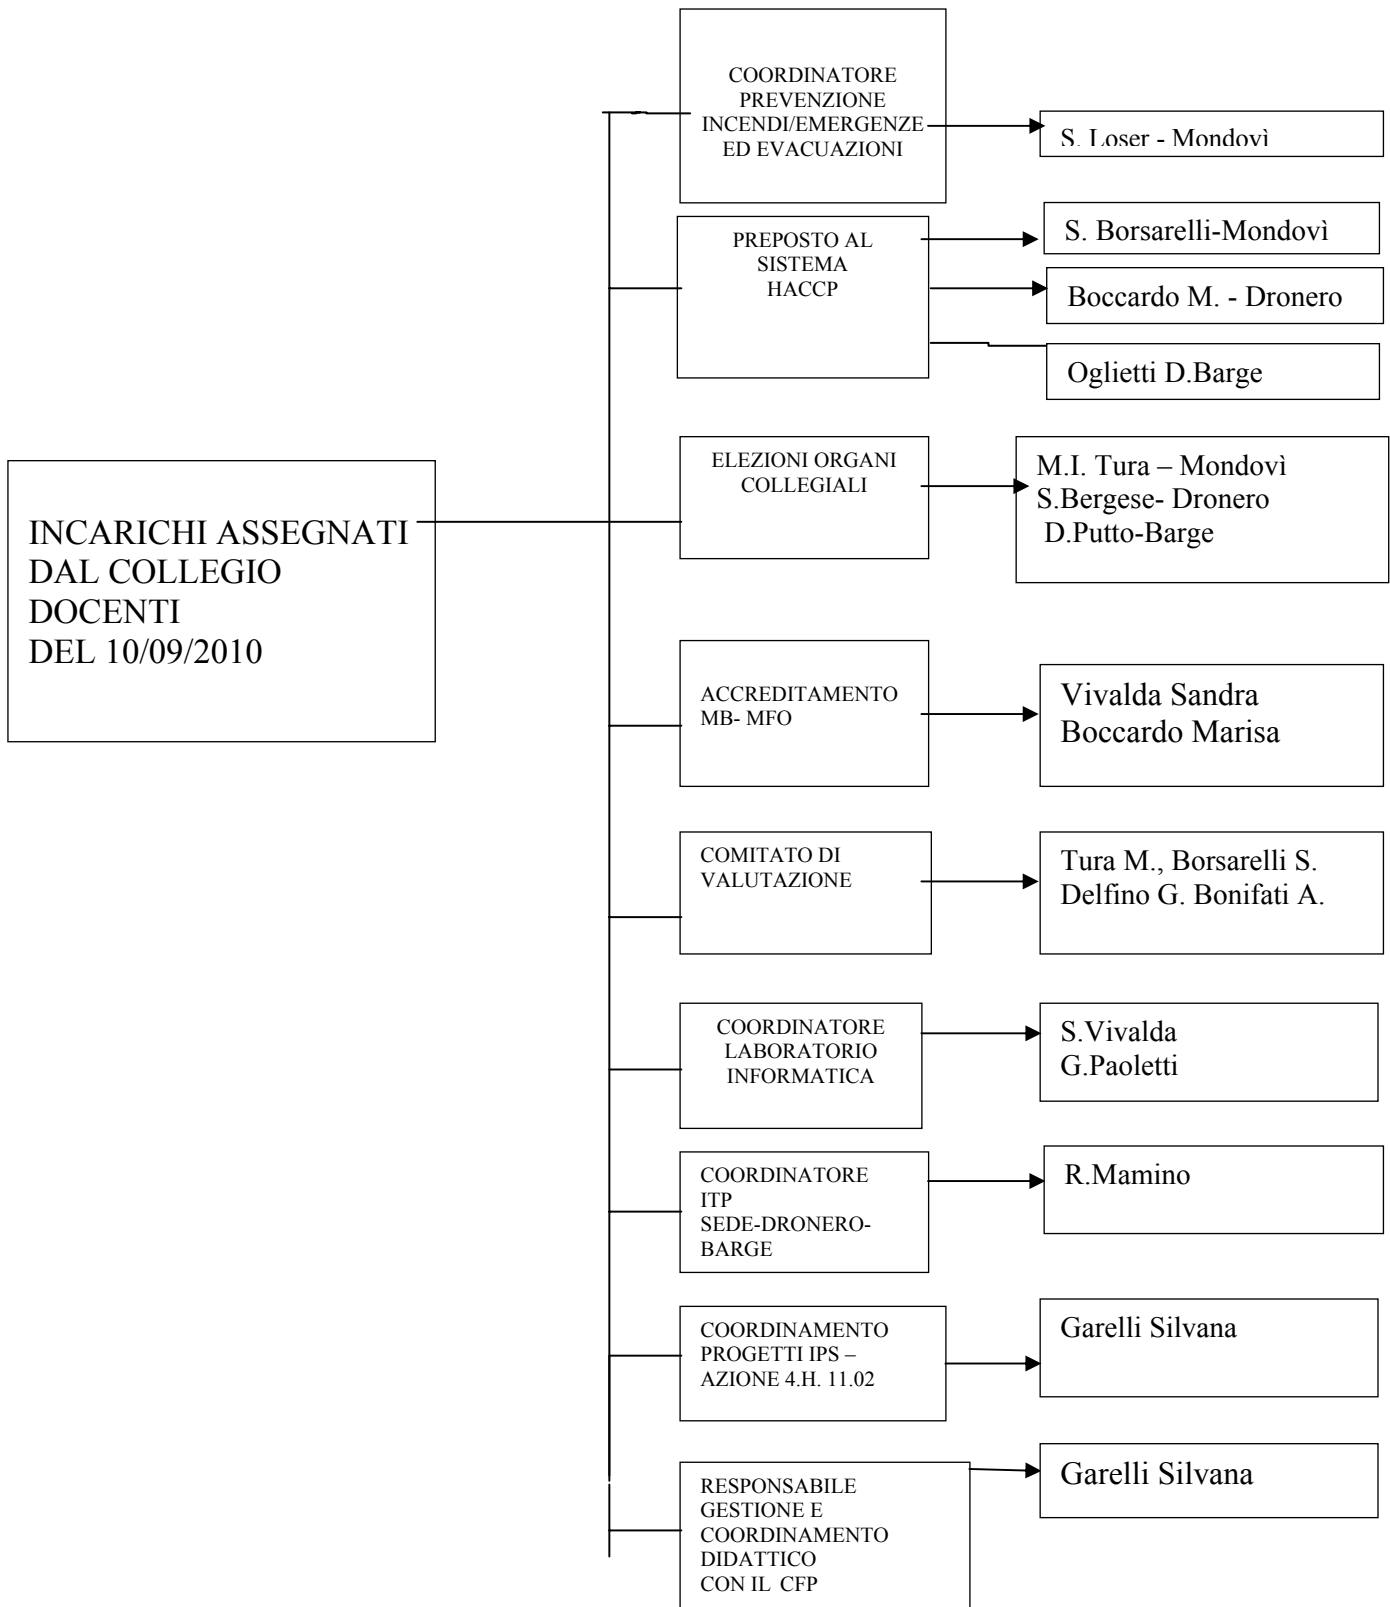 INCARICHI ASSEGNATI
DAL COLLEGIO
DOCENTI
DEL 10/09/2010
COORDINATORE
PREVENZIONE
INCENDI/EMERGENZE
ED EVACUAZIONI
S. Loser - Mondovì
PREPOSTO AL
SISTEMA
HACCP
S. Borsarelli-Mondovì
Boccardo M. - Dronero
Oglietti D.Barge
ELEZIONI ORGANI
COLLEGIALI
M.I. Tura – Mondovì
S.Bergese- Dronero
D.Putto-Barge
ACCREDITAMENTO
MB- MFO
Vivalda Sandra
Boccardo Marisa
COMITATO DI
VALUTAZIONE
Tura M., Borsarelli S.
Delfino G. Bonifati A.
COORDINATORE
LABORATORIO
INFORMATICA
S.Vivalda
G.Paoletti
COORDINATORE
ITP
SEDE-DRONERO-
BARGE
R.Mamino
COORDINAMENTO
PROGETTI IPS –
AZIONE 4.H. 11.02
Garelli Silvana
RESPONSABILE
GESTIONE E
COORDINAMENTO
DIDATTICO
CON IL CFP
Garelli Silvana